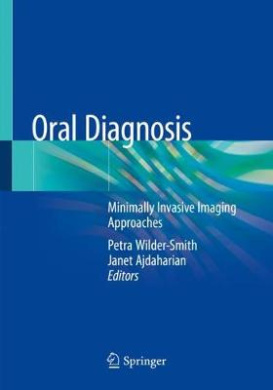 Oral Diagnosis
Minimally Invasive Imaging
Approaches
Petra Wilder-Smith
Janet Ajdaharian
Editors
Springer